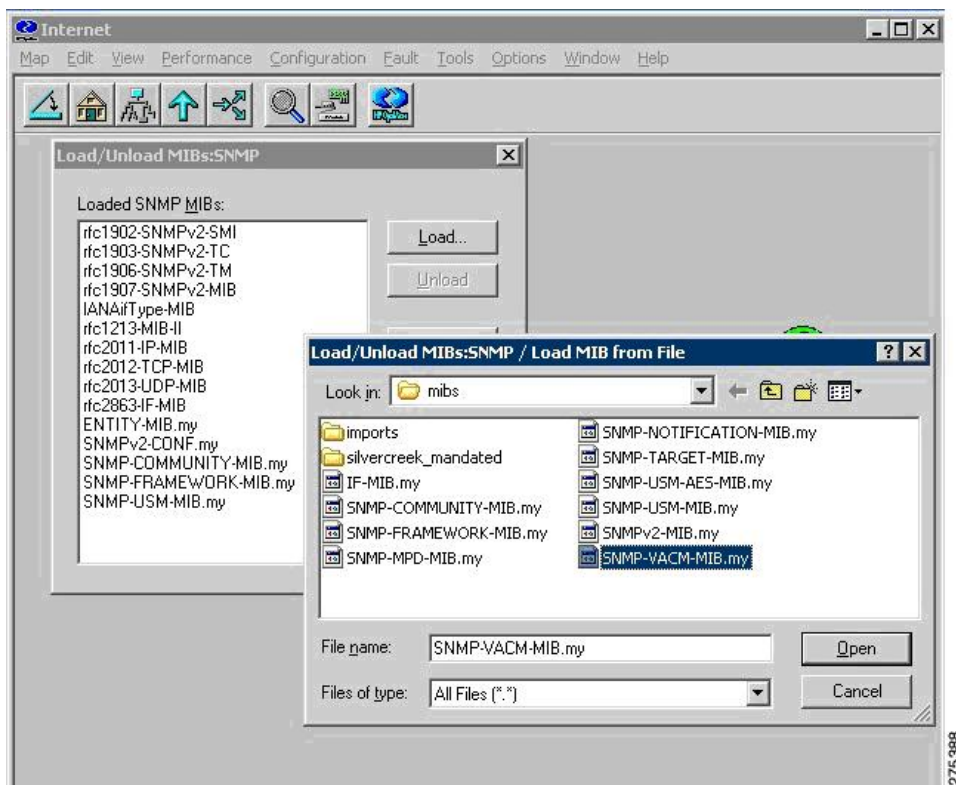 Internet
Map Edit View Performance Configuration Fault Tools Options Window Help
Load/Unload MIBs:SNMP
Loaded SNMP MIBs:
rfc1902-SNMPv2-SMI
rfc1903-SNMPv2-TC
rfc1906-SNMPv2-TM
rfc1907-SNMPv2-MIB
IANAifType-MIB
rfc1213-MIB-II
rfc2011-IP-MIB
rfc2012-TCP-MIB
rfc2013-UDP-MIB
rfc2863-IF-MIB
ENTITY-MIB.my
SNMPv2-CONF.my
SNMP-COMMUNITY-MIB.my
SNMP-FRAMEWORK-MIB.my
SNMP-USM-MIB.my
Load...
Unload
Load/Unload MIBs:SNMP / Load MIB from File
Look in: mibs
imports
silvercreek_mandated
IF-MIB.my
SNMP-COMMUNITY-MIB.my
SNMP-FRAMEWORK-MIB.my
SNMP-MPD-MIB.my
SNMP-NOTIFICATION-MIB.my
SNMP-TARGET-MIB.my
SNMP-USM-AES-MIB.my
SNMP-USM-MIB.my
SNMPv2-MIB.my
SNMP-VACM-MIB.my
File name: SNMP-VACM-MIB.my
Open
Files of type: All Files (*.*)
Cancel
275388